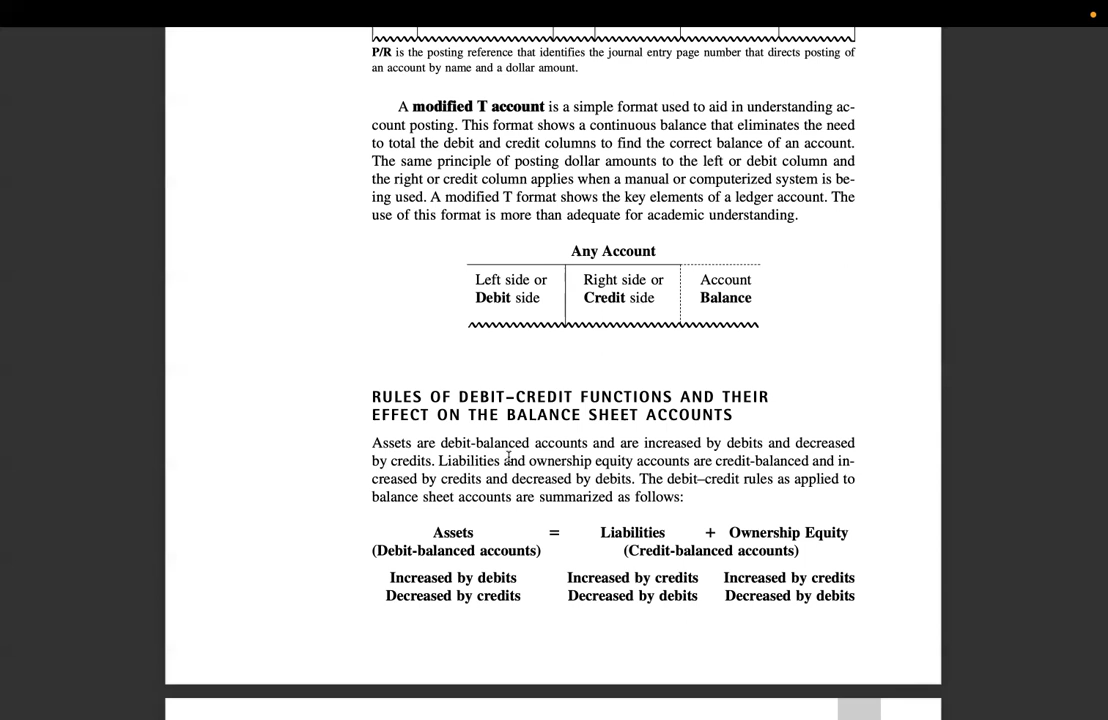 P/R is the posting reference that identifies the journal entry page number that directs posting of
an account by name and a dollar amount.
A modified T account is a simple format used to aid in understanding ac-
count posting. This format shows a continuous balance that eliminates the need
to total the debit and credit columns to find the correct balance of an account.
The same principle of posting dollar amounts to the left or debit column and
the right or credit column applies when a manual or computerized system is be-
ing used. A modified T format shows the key elements of a ledger account. The
use of this format is more than adequate for academic understanding.
Any Account
Left side or Right side or Account
Debit side Credit side Balance
RULES OF DEBIT–CREDIT FUNCTIONS AND THEIR
EFFECT ON THE BALANCE SHEET ACCOUNTS
Assets are debit-balanced accounts and are increased by debits and decreased
by credits. Liabilities and ownership equity accounts are credit-balanced and in-
creased by credits and decreased by debits. The debit–credit rules as applied to
balance sheet accounts are summarized as follows:
Assets = Liabilities + Ownership Equity
(Debit-balanced accounts) (Credit-balanced accounts)
Increased by debits Increased by credits Increased by credits
Decreased by credits Decreased by debits Decreased by debits